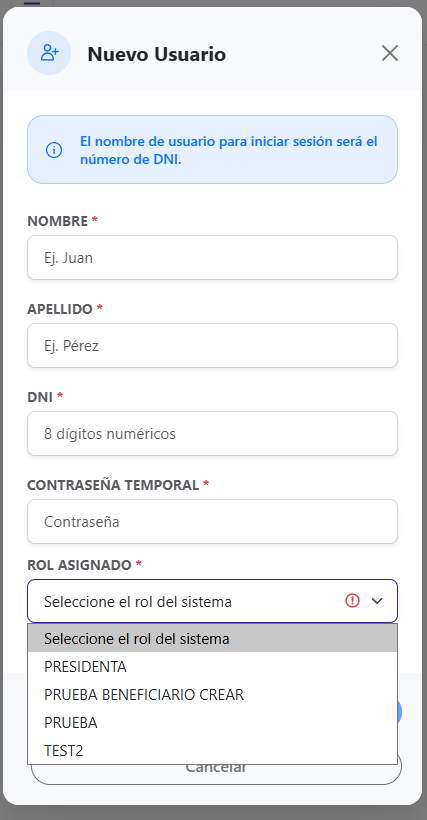 Nuevo Usuario
El nombre de usuario para iniciar sesión será el
número de DNI.
NOMBRE *
Ej. Juan
APELLIDO *
Ej. Pérez
DNI *
8 dígitos numéricos
CONTRASEÑA TEMPORAL *
Contraseña
ROL ASIGNADO *
Seleccione el rol del sistema
Seleccione el rol del sistema
PRESIDENTA
PRUEBA BENEFICIARIO CREAR
PRUEBA
TEST2
Cancelar